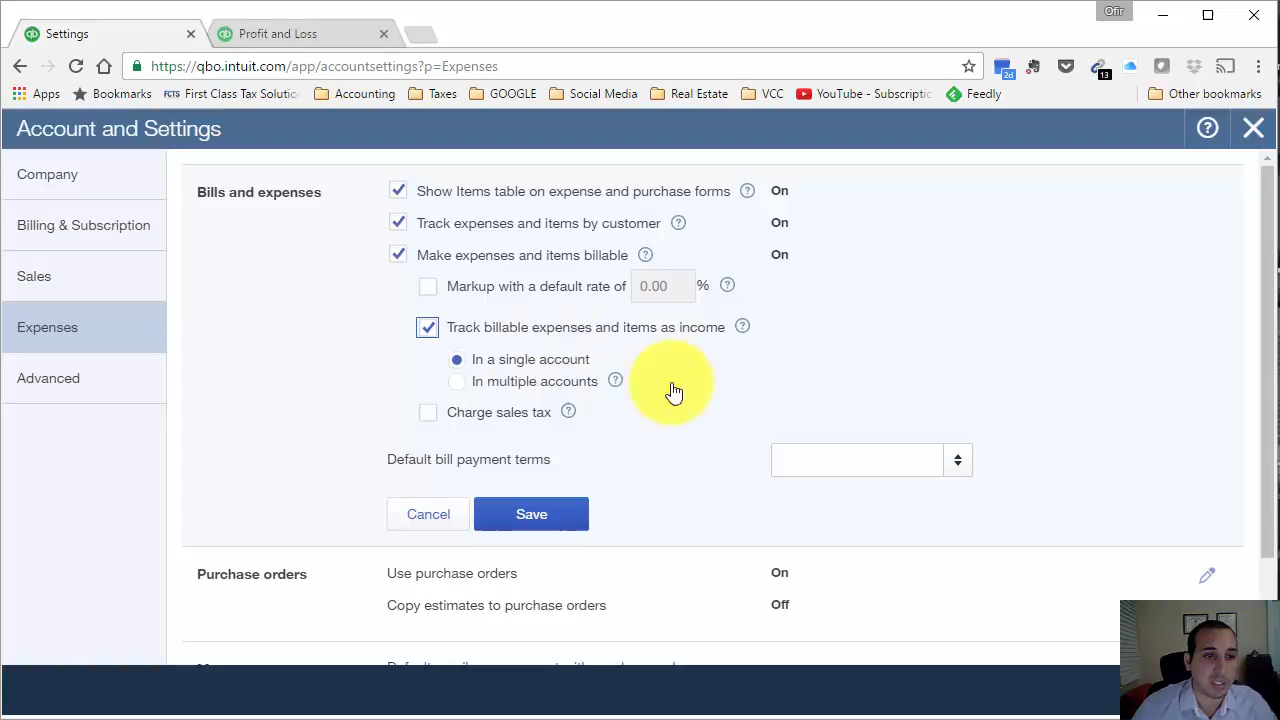 Ofir
Settings
Profit and Loss
https://qbo.intuit.com/app/accountsettings?p=Expenses
2d
13
Apps
Bookmarks
FCTS First Class Tax Solutio
Accounting
Taxes
GOOGLE
Social Media
Real Estate
VCC
YouTube - Subscriptic
Feedly
Other bookmarks
Account and Settings
Company
Billing & Subscription
Sales
Expenses
Advanced
Bills and expenses
Show Items table on expense and purchase forms ? On
Track expenses and items by customer ? On
Make expenses and items billable ? On
Markup with a default rate of 0.00 % ?
Track billable expenses and items as income ?
In a single account
In multiple accounts ?
Charge sales tax ?
Default bill payment terms
Cancel Save
Purchase orders Use purchase orders On
Copy estimates to purchase orders Off